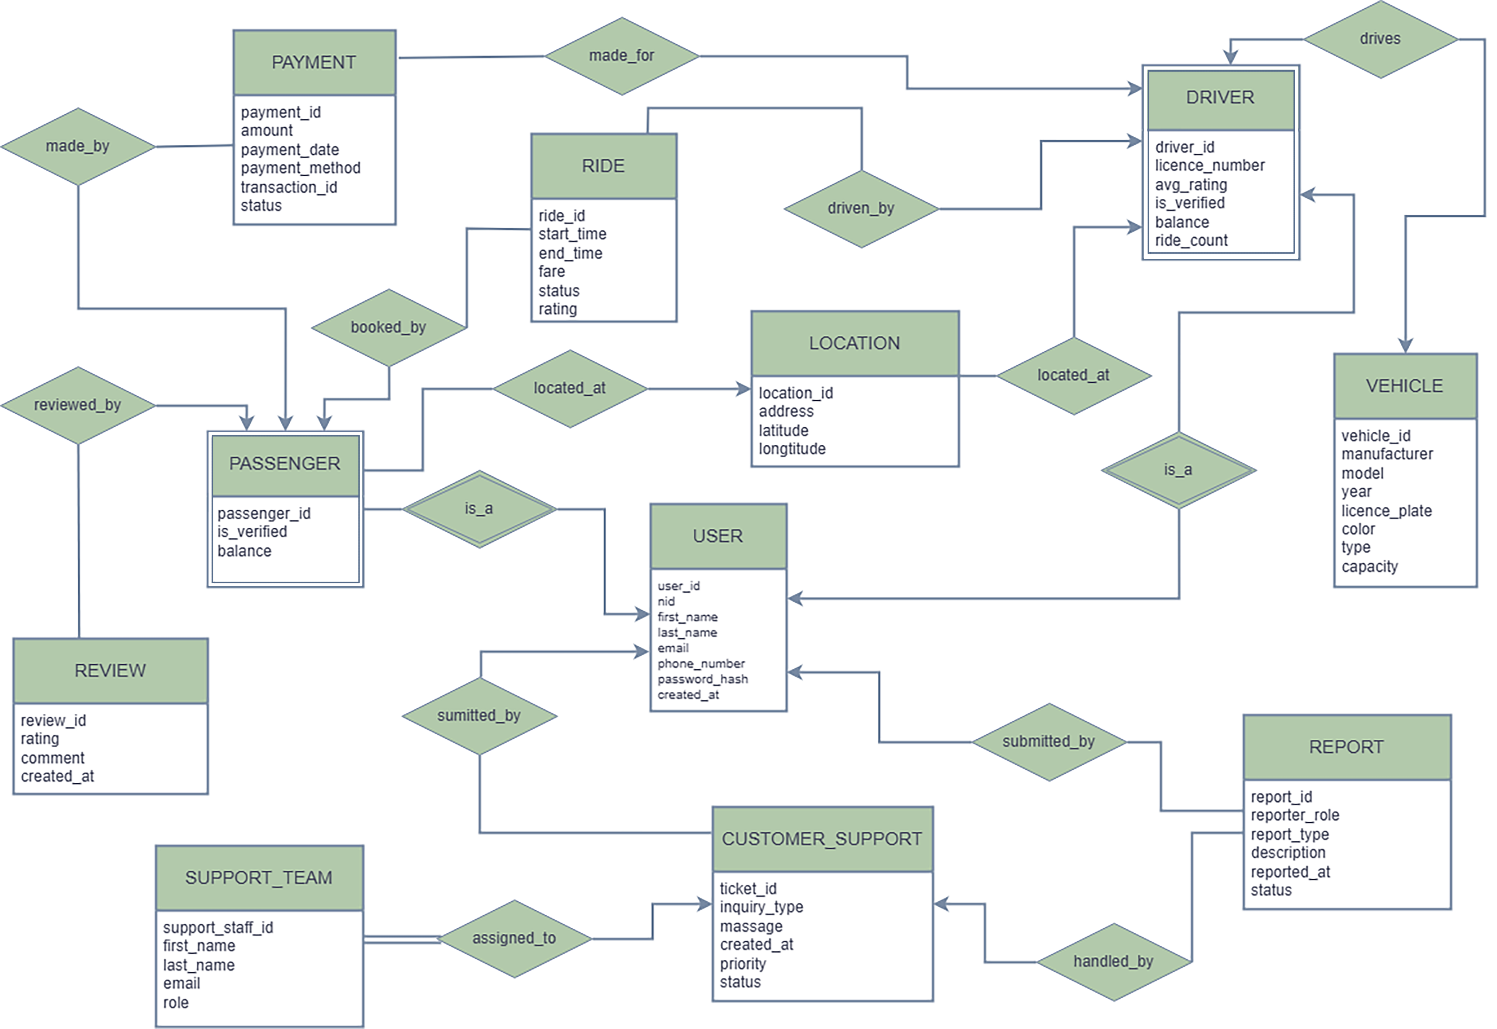 PAYMENT
payment_id
amount
payment_date
payment_method
transaction_id
status
made_for
drives
DRIVER
driver_id
licence_number
avg_rating
is_verified
balance
ride_count
made_by
RIDE
ride_id
start_time
end_time
fare
status
rating
driven_by
booked_by
LOCATION
location_id
address
latitude
longtitude
located_at
located_at
VEHICLE
vehicle_id
manufacturer
model
year
licence_plate
color
type
capacity
reviewed_by
PASSENGER
passenger_id
is_verified
balance
is_a
is_a
USER
user_id
nid
first_name
last_name
email
phone_number
password_hash
created_at
REVIEW
review_id
rating
comment
created_at
sumitted_by
submitted_by
REPORT
report_id
reporter_role
report_type
description
reported_at
status
CUSTOMER_SUPPORT
ticket_id
inquiry_type
massage
created_at
priority
status
SUPPORT_TEAM
support_staff_id
first_name
last_name
email
role
assigned_to
handled_by